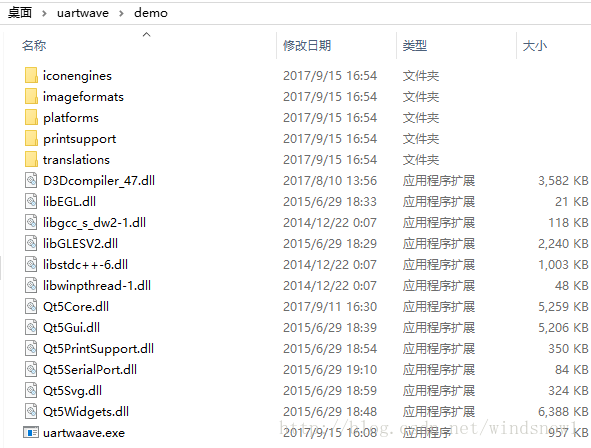 桌面 > uartwave > demo
名称 修改日期 类型 大小
iconengines 2017/9/15 16:54 文件夹
imageformats 2017/9/15 16:54 文件夹
platforms 2017/9/15 16:54 文件夹
printsupport 2017/9/15 16:54 文件夹
translations 2017/9/15 16:54 文件夹
D3Dcompiler_47.dll 2017/8/10 13:56 应用程序扩展 3,582 KB
libEGL.dll 2015/6/29 18:33 应用程序扩展 21 KB
libgcc_s_dw2-1.dll 2014/12/22 0:07 应用程序扩展 118 KB
libGLESV2.dll 2015/6/29 18:29 应用程序扩展 2,240 KB
libstdc++-6.dll 2014/12/22 0:07 应用程序扩展 1,003 KB
libwinpthread-1.dll 2014/12/22 0:07 应用程序扩展 48 KB
Qt5Core.dll 2017/9/11 16:30 应用程序扩展 5,259 KB
Qt5Gui.dll 2015/6/29 18:39 应用程序扩展 5,206 KB
Qt5PrintSupport.dll 2015/6/29 18:54 应用程序扩展 350 KB
Qt5SerialPort.dll 2015/6/29 19:10 应用程序扩展 84 KB
Qt5Svg.dll 2015/6/29 18:59 应用程序扩展 324 KB
Qt5Widgets.dll 2015/6/29 18:48 应用程序扩展 6,388 KB
uartwaave.exe 2017/9/15 16:08 应用程序 957 KB